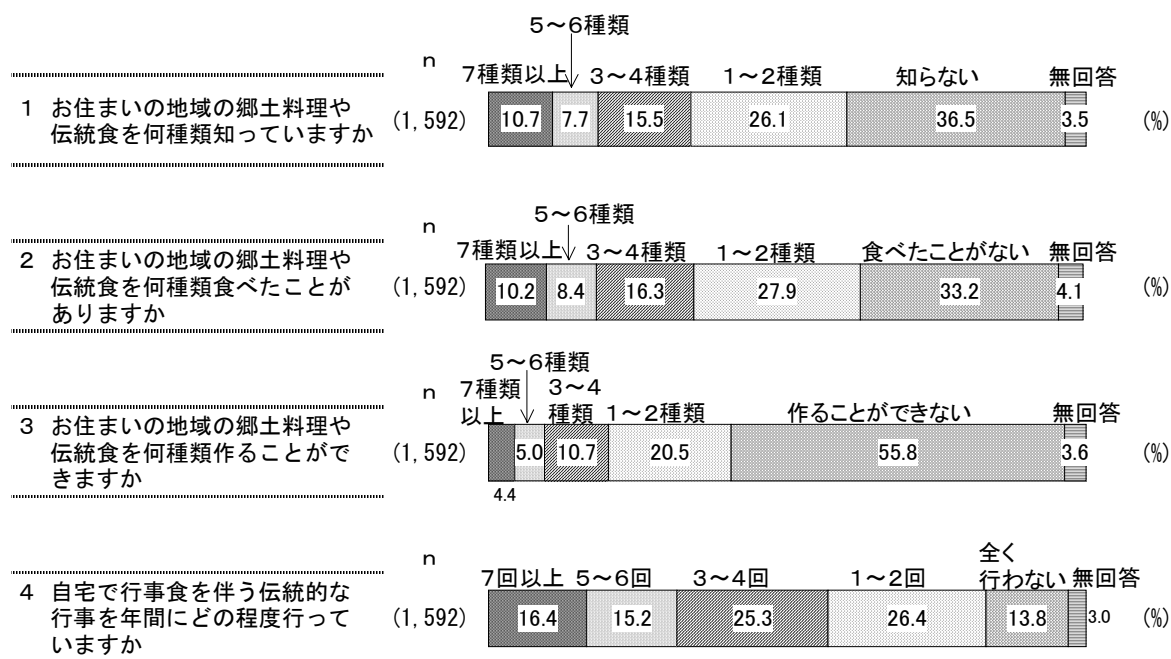 5～6種類
n
7種類以上 3～4種類 1～2種類 知らない 無回答
1 お住まいの地域の郷土料理や
伝統食を何種類知っていますか
(1,592)
10.7 7.7 15.5 26.1 36.5 3.5 (%)
5～6種類
n
7種類以上 3～4種類 1～2種類 食べたことがない 無回答
2 お住まいの地域の郷土料理や
伝統食を何種類食べたことが
ありますか
(1,592)
10.2 8.4 16.3 27.9 33.2 4.1 (%)
5～6種類
n
7種類
以上
3～4
種類
1～2種類 作ることができない 無回答
3 お住まいの地域の郷土料理や
伝統食を何種類作ることがで
きますか
(1,592)
5.0 10.7 20.5 55.8 3.6 (%)
4.4
n
7回以上 5～6回 3～4回 1～2回
全く
行わない
無回答
4 自宅で行事食を伴う伝統的な
行事を年間にどの程度行って
いますか
(1,592)
16.4 15.2 25.3 26.4 13.8 3.0 (%)